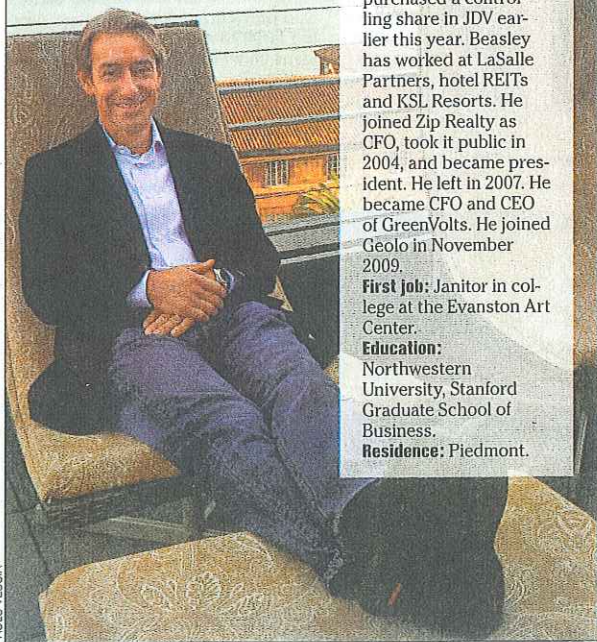 purchased a control-
ling share in JDV ear-
lier this year. Beasley
has worked at LaSalle
Partners, hotel REITs
and KSL Resorts. He
joined Zip Realty as
CFO, took it public in
2004, and became pres-
ident. He left in 2007. He
became CFO and CEO
of GreenVolts. He joined
Geolo in November
2009.
First job: Janitor in col-
lege at the Evanston Art
Center.
Education:
Northwestern
University, Stanford
Graduate School of
Business.
Residence: Piedmont.